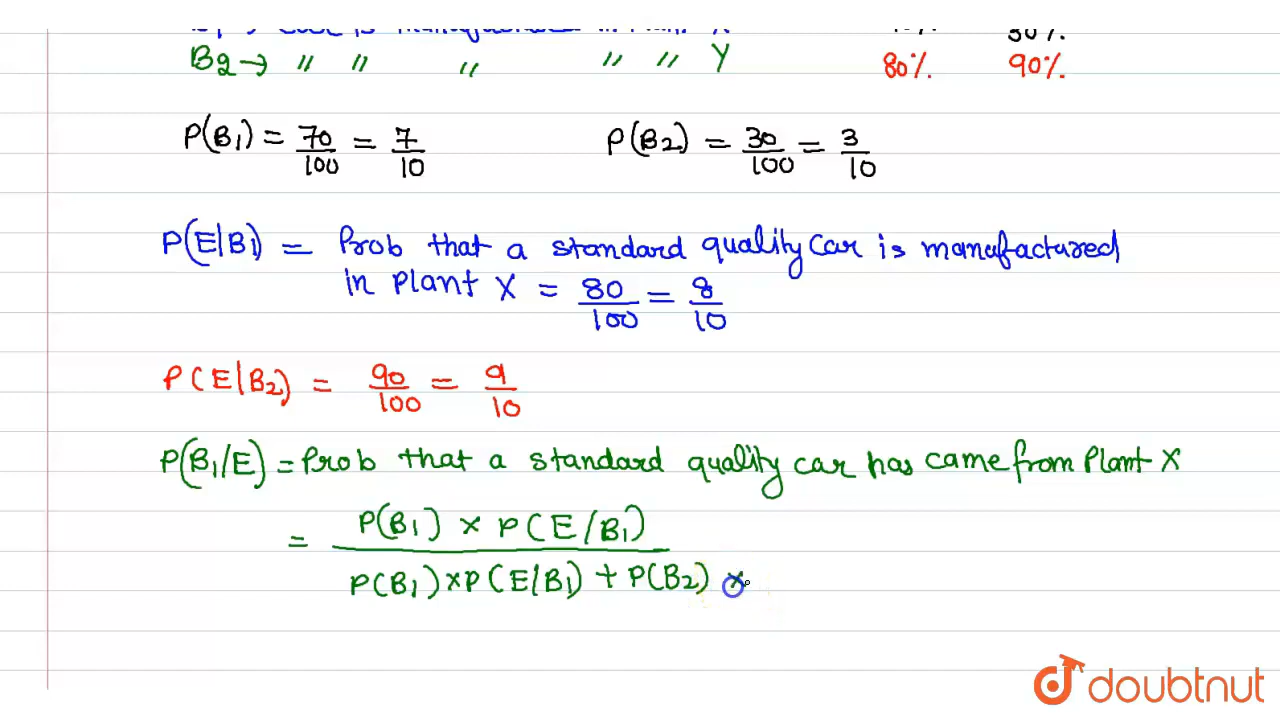 B2 → " " " " " Y 80%. 90%.
P(B1) = 70/100 = 7/10 P(B2) = 30/100 = 3/10
P(E|B1) = Prob that a standard quality car is manufactured
in plant X = 80/100 = 8/10
P(E|B2) = 90/100 = 9/10
P(B1/E) = Prob that a standard quality car has came from Plant X
= P(B1) × P(E/B1)
P(B1) × P(E/B1) + P(B2) ×
doubtnut